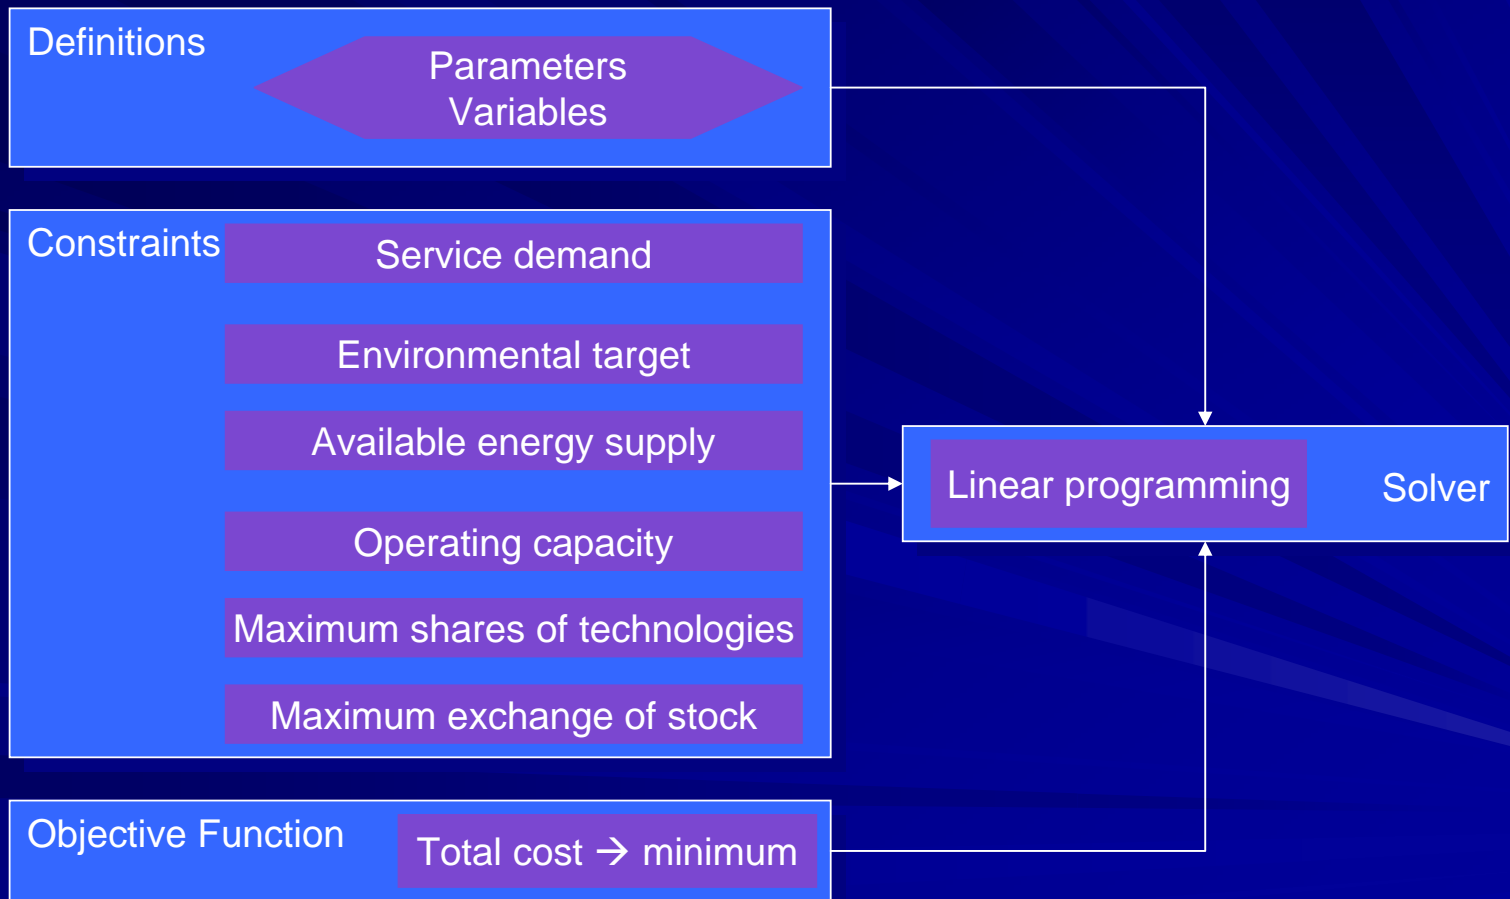 Definitions
Parameters
Variables
Constraints
Service demand
Environmental target
Available energy supply
Operating capacity
Maximum shares of technologies
Maximum exchange of stock
Linear programming
Solver
Objective Function
Total cost → minimum